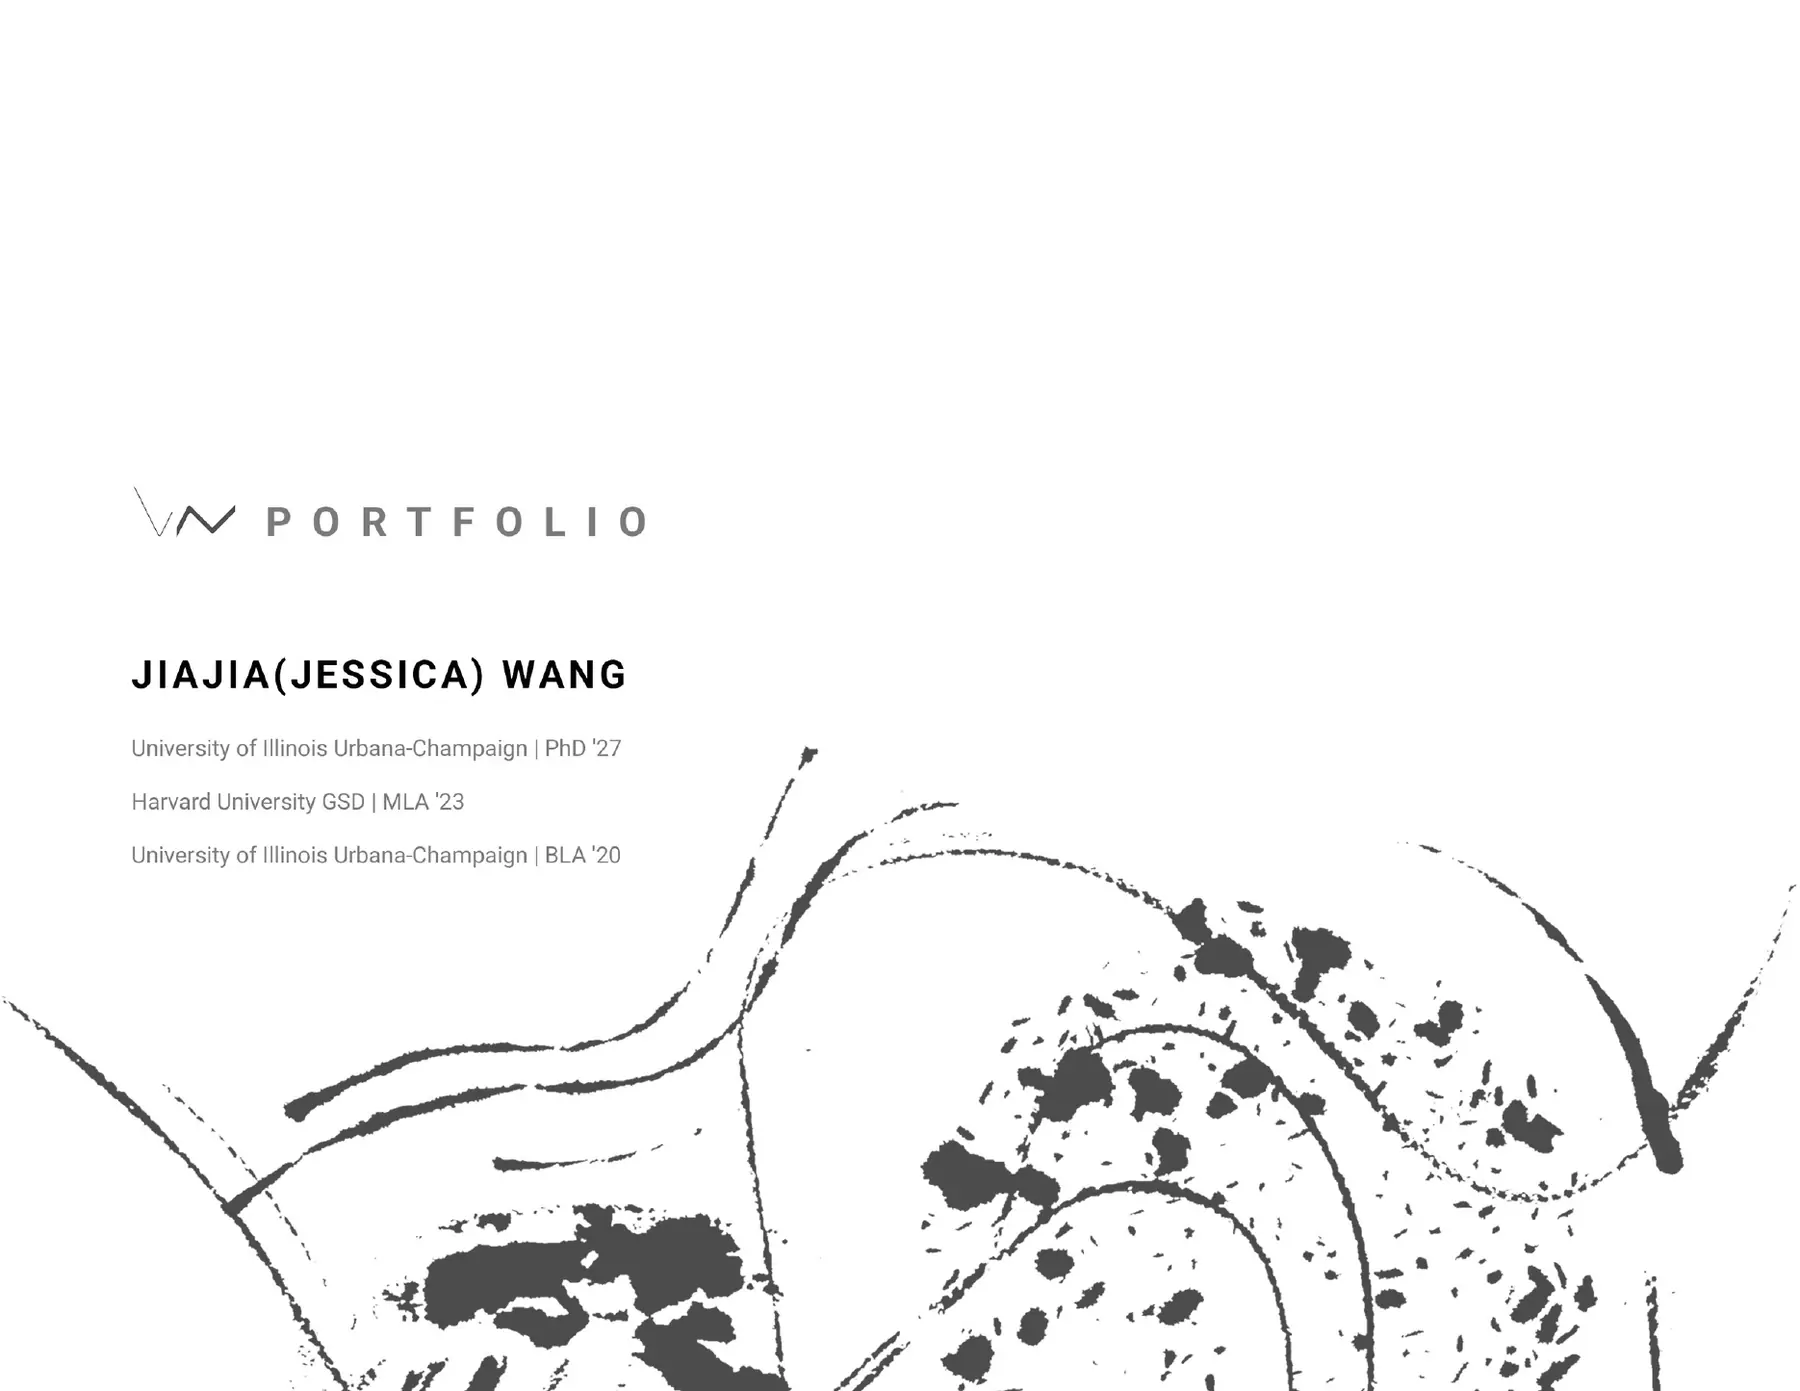 PORTFOLIO
JIAJIA(JESSICA) WANG
University of Illinois Urbana-Champaign | PhD '27
Harvard University GSD | MLA '23
University of Illinois Urbana-Champaign | BLA '20